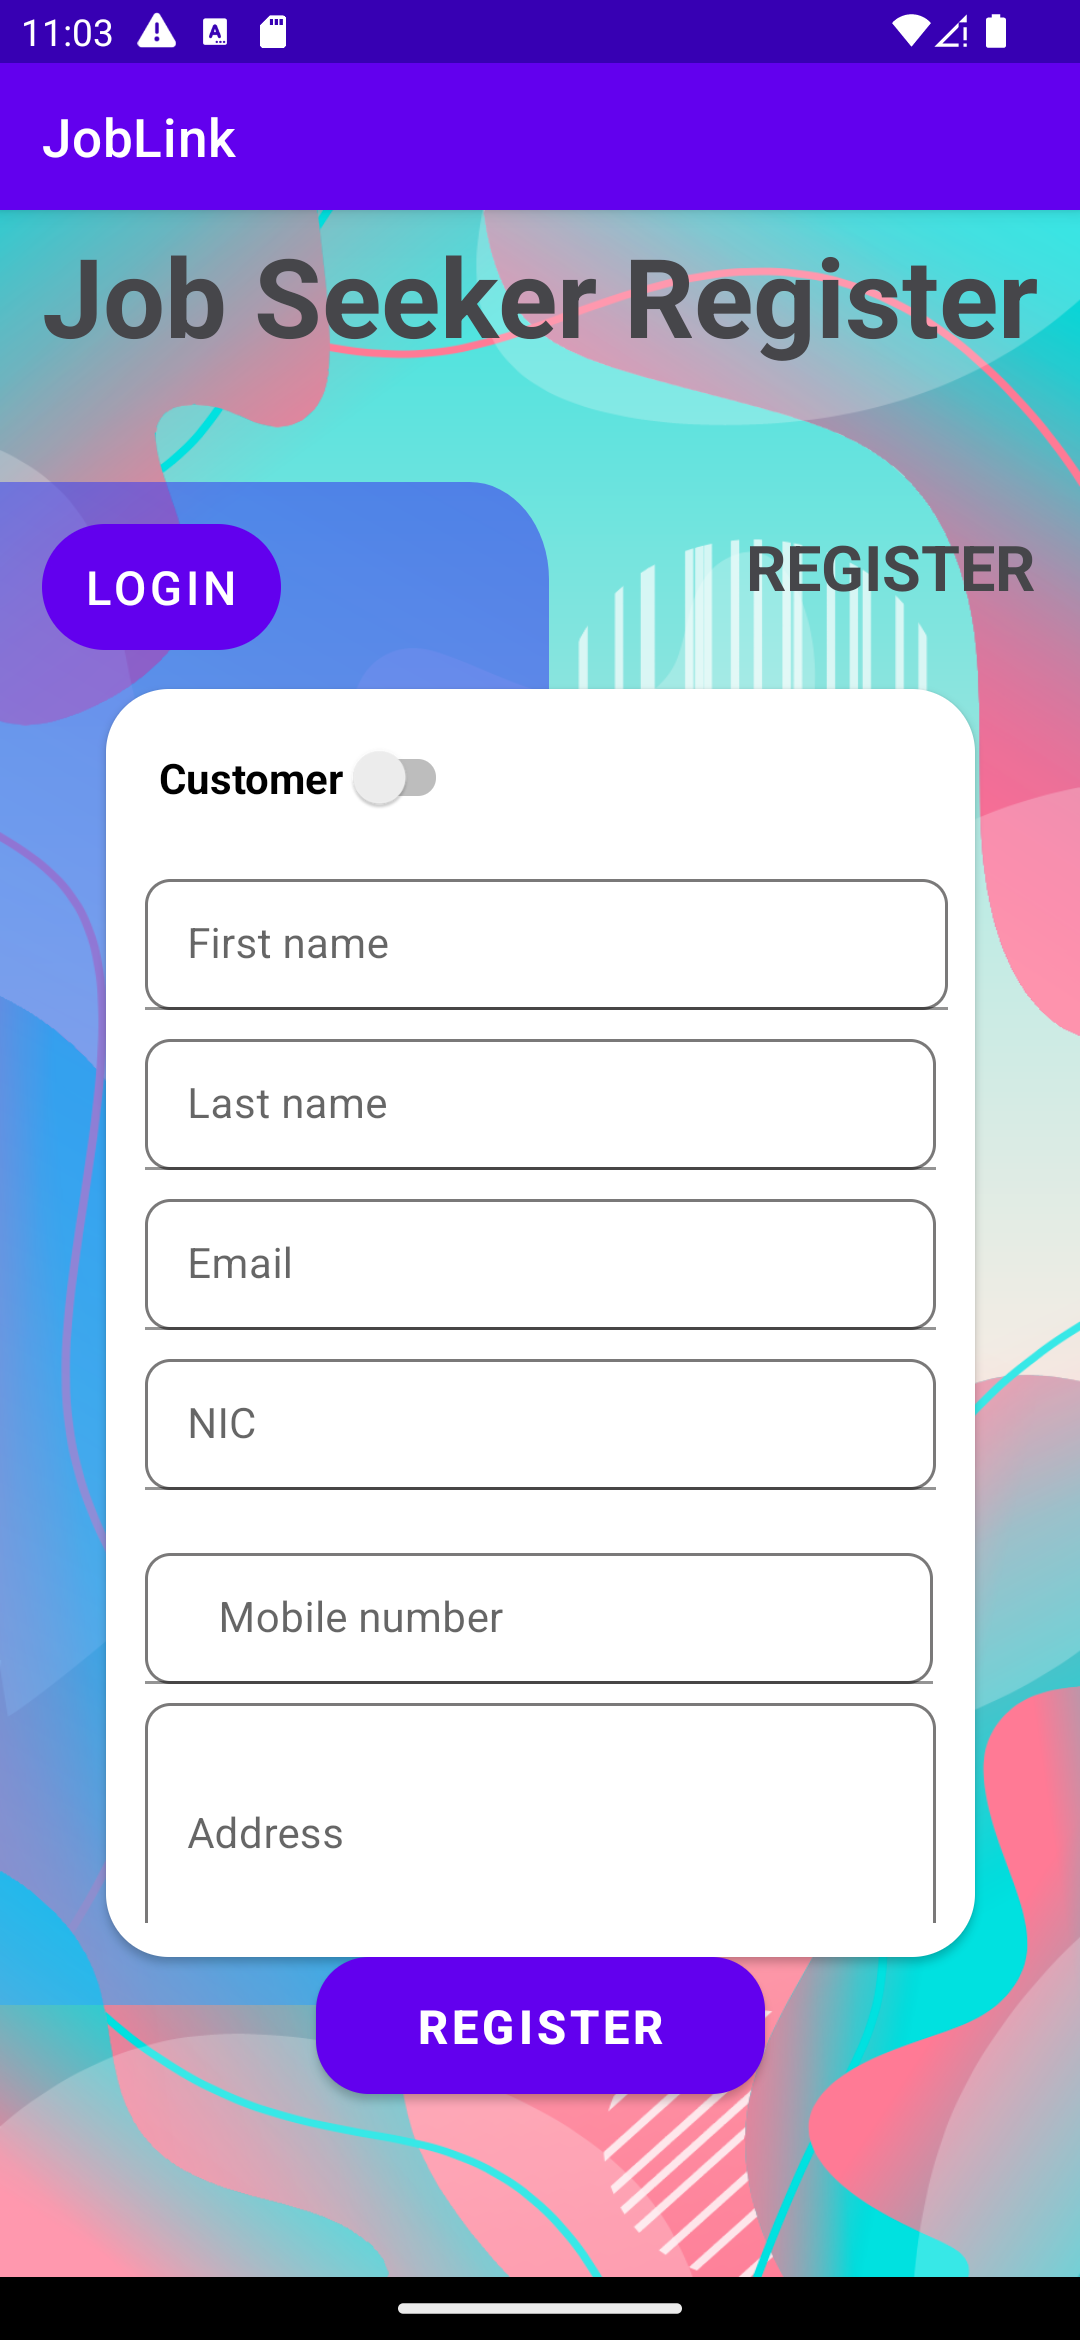 11:03
JobLink
Job Seeker Register
LOGIN
REGISTER
Customer
First name
Last name
Email
NIC
Mobile number
Address
REGISTER